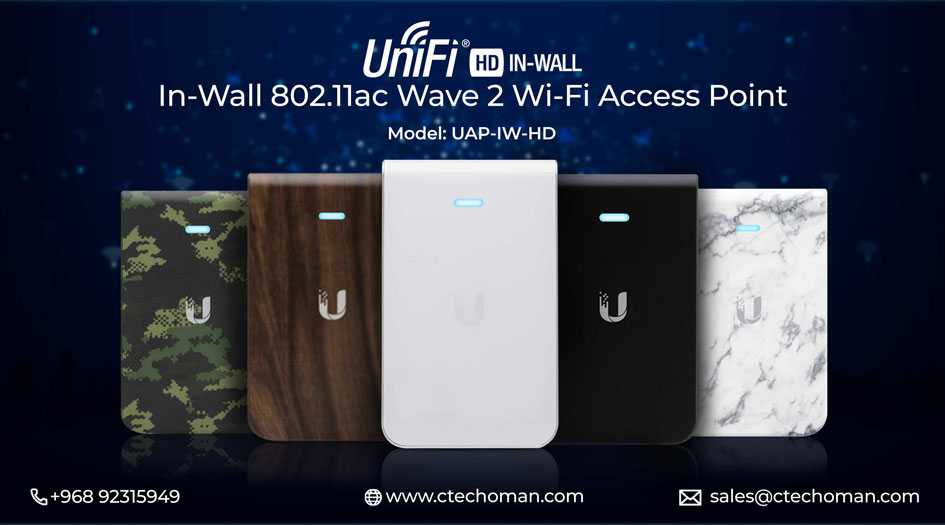 UniFi® HD IN-WALL
In-Wall 802.11ac Wave 2 Wi-Fi Access Point
Model: UAP-IW-HD
+968 92315949 www.ctechoman.com sales@ctechoman.com